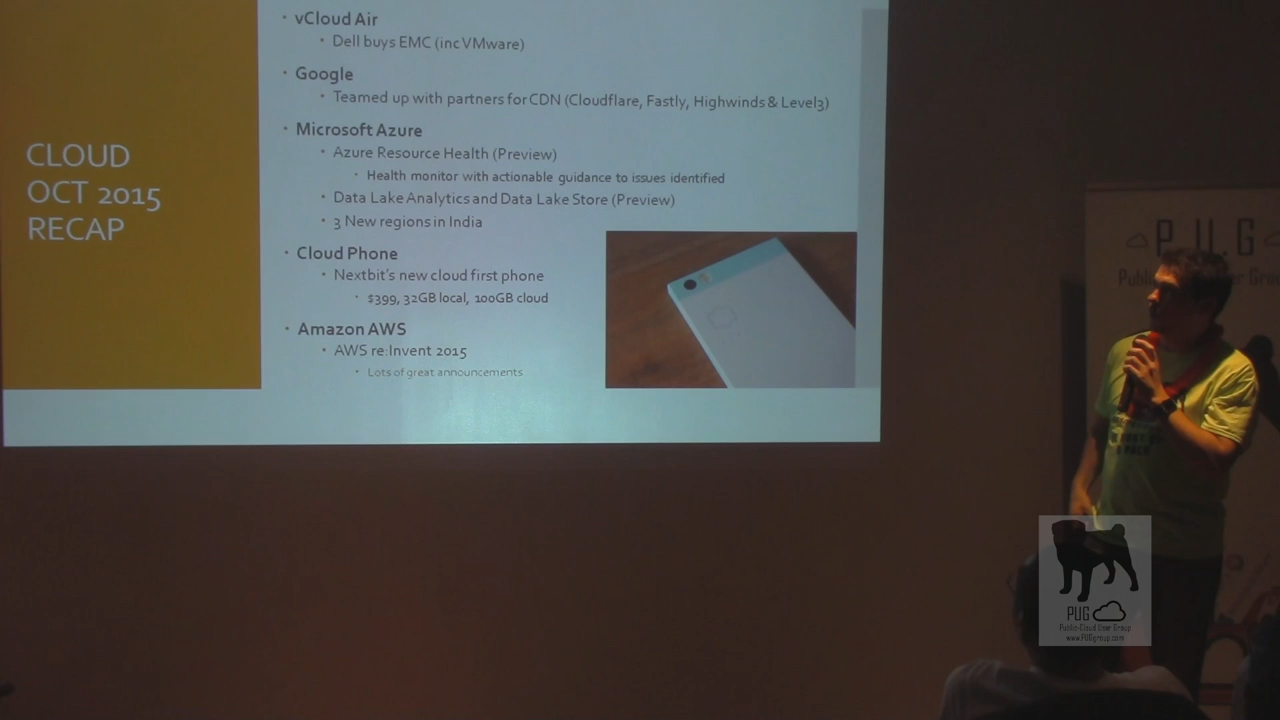 vCloud Air
Dell buys EMC (inc VMware)
Google
Teamed up with partners for CDN (Cloudflare, Fastly, Highwinds & Level3)
Microsoft Azure
Azure Resource Health (Preview)
Health monitor with actionable guidance to issues identified
Data Lake Analytics and Data Lake Store (Preview)
3 New regions in India
Cloud Phone
Nextbit's new cloud first phone
$399, 32GB local, 100GB cloud
Amazon AWS
AWS re:Invent 2015
Lots of great announcements
CLOUD
OCT 2015
RECAP
P.U.G
PUG
Public-Cloud User Group
www.PUGgroup.com